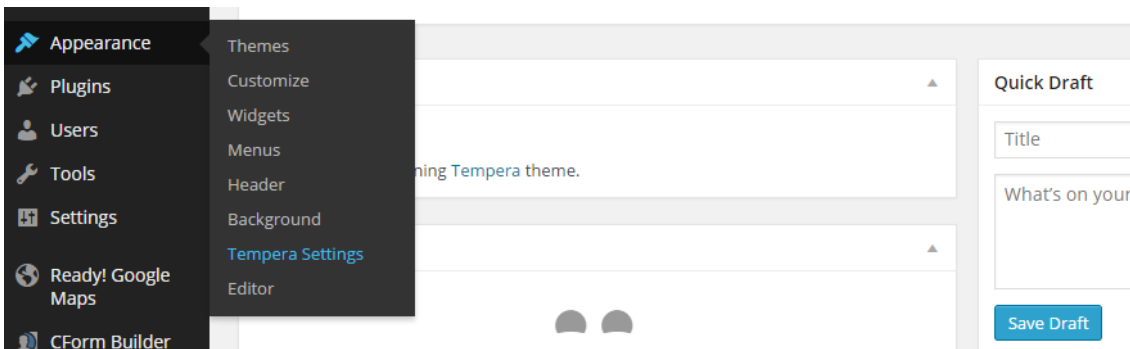 Appearance
Plugins
Users
Tools
Settings
Ready! Google
Maps
CForm Builder
Themes
Customize
Widgets
Menus
Header
Background
Tempera Settings
Editor
ning Tempera theme.
Quick Draft
Title
What's on your
Save Draft